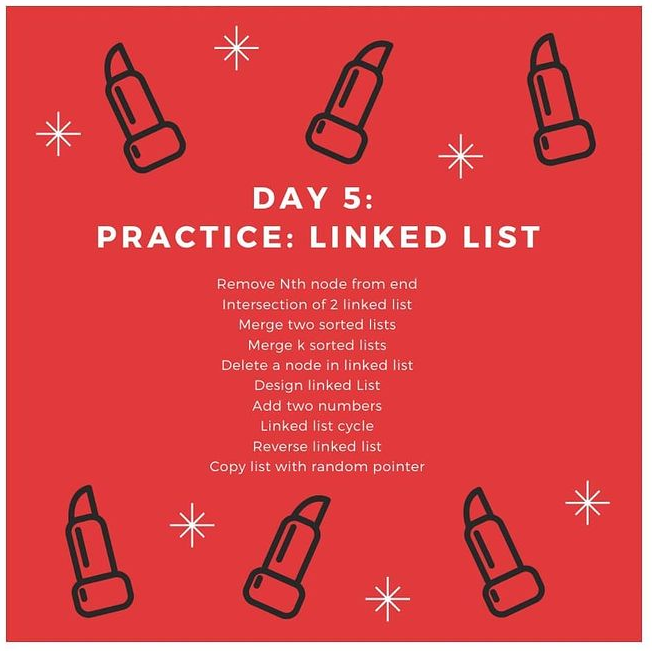 DAY 5:
PRACTICE: LINKED LIST
Remove Nth node from end
Intersection of 2 linked list
Merge two sorted lists
Merge k sorted lists
Delete a node in linked list
Design linked List
Add two numbers
Linked list cycle
Reverse linked list
Copy list with random pointer